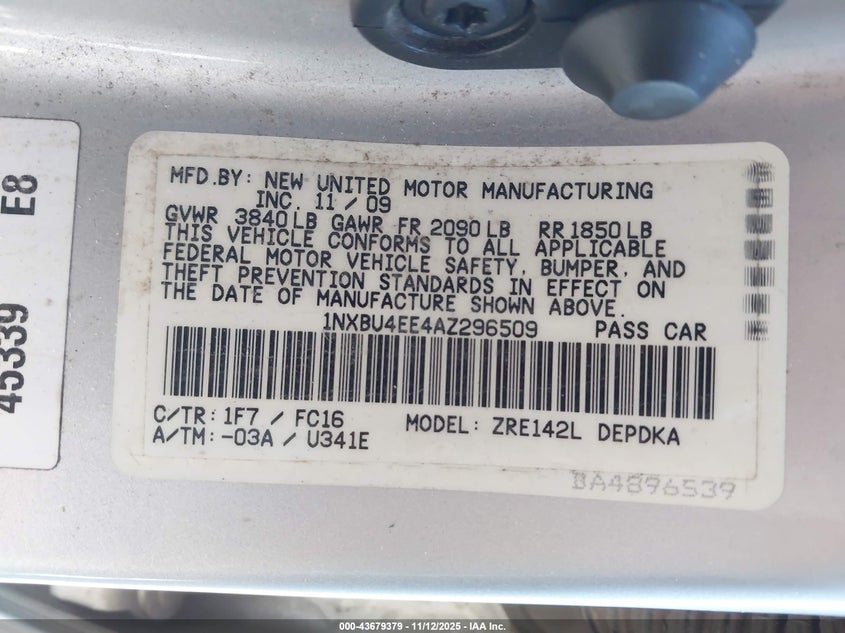 MFD.BY: NEW UNITED MOTOR MANUFACTURING
INC. 11 / 09
GVWR 3840 LB GAWR FR 2090 LB RR 1850 LB
THIS VEHICLE CONFORMS TO ALL APPLICABLE
FEDERAL MOTOR VEHICLE SAFETY, BUMPER, AND
THEFT PREVENTION STANDARDS IN EFFECT ON
THE DATE OF MANUFACTURE SHOWN ABOVE.
1NXBU4EE4AZ296509 PASS CAR
C/TR: 1F7 / FC16 MODEL: ZRE142L DEPDKA
A/TM: -03A / U341E
BA4896539
45339 E8
000-43679379 - 11/12/2025 - IAA Inc.